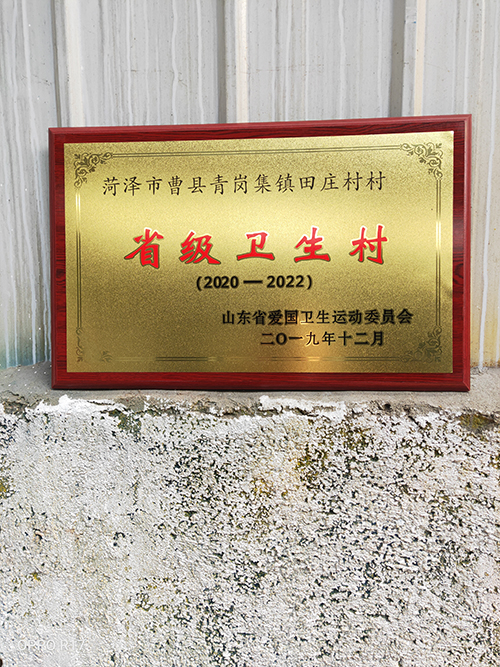 菏泽市曹县青岗集镇田庄村村
省级卫生村
(2020 — 2022)
山东省爱国卫生运动委员会
二〇一九年十二月